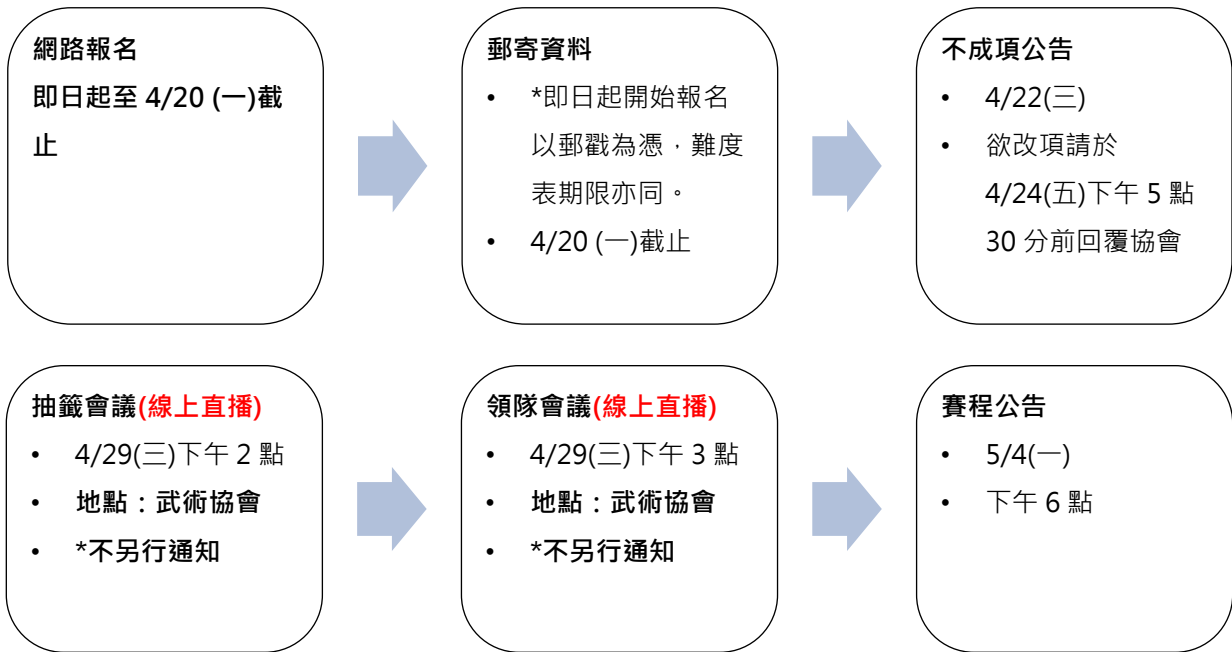 網路報名
即日起至 4/20 (一)截
止
郵寄資料
• *即日起開始報名
以郵戳為憑，難度
表期限亦同。
• 4/20 (一)截止
不成項公告
• 4/22(三)
• 欲改項請於
4/24(五)下午 5 點
30 分前回覆協會
抽籤會議(線上直播)
• 4/29(三)下午 2 點
• 地點：武術協會
• *不另行通知
領隊會議(線上直播)
• 4/29(三)下午 3 點
• 地點：武術協會
• *不另行通知
賽程公告
• 5/4(一)
• 下午 6 點